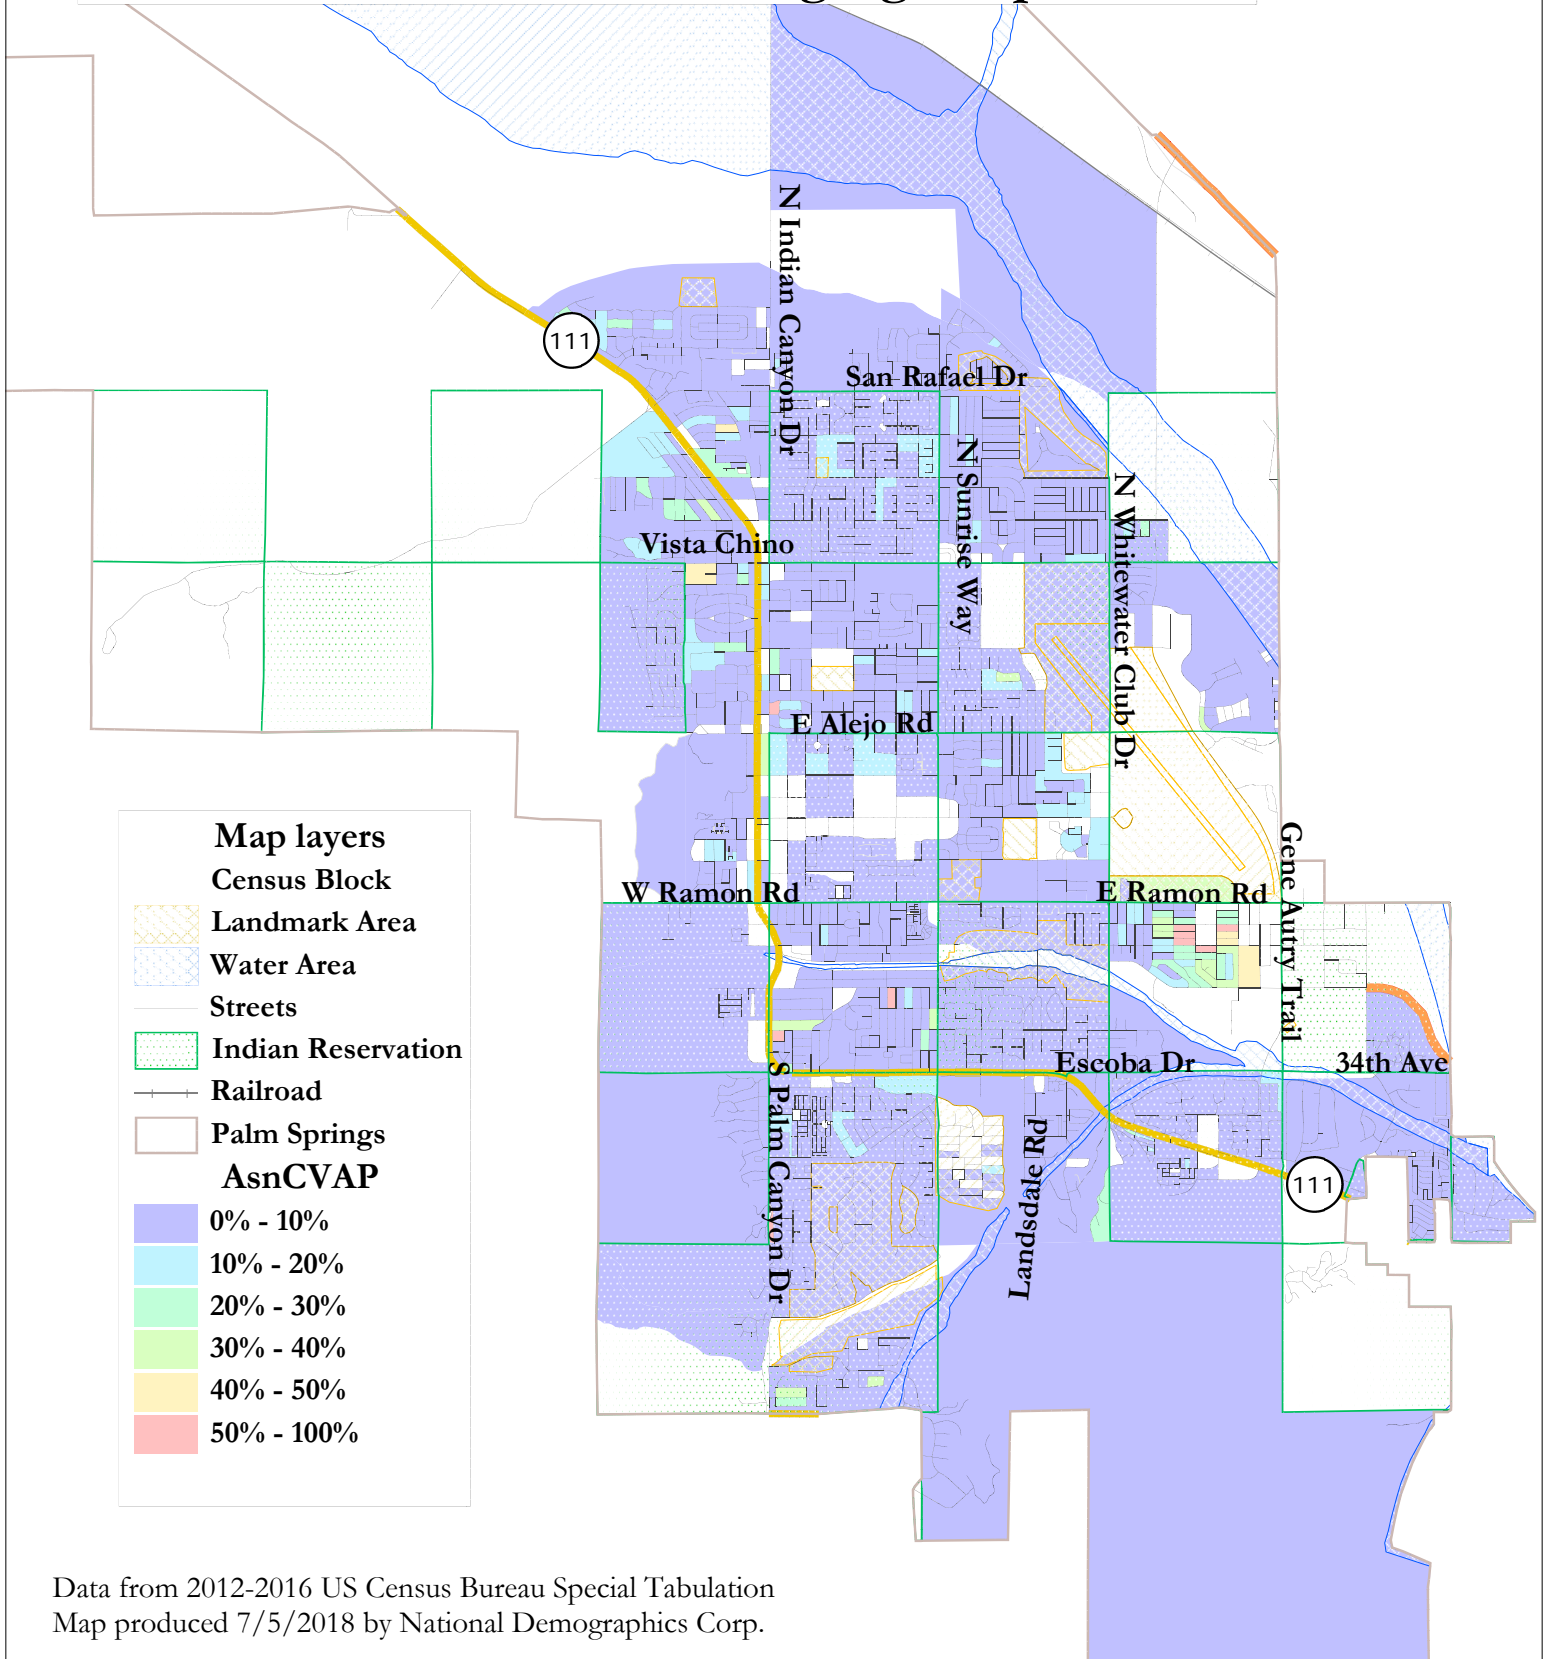 N Indian Canyon Dr
111
San Rafael Dr
N Sunrise Way
N Whitewater Club Dr
Vista Chino
E Alejo Rd
Gene Autry Trail
W Ramon Rd
E Ramon Rd
Escoba Dr
34th Ave
S Palm Canyon Dr
Landsdale Rd
111
Map layers
Census Block
Landmark Area
Water Area
Streets
Indian Reservation
Railroad
Palm Springs
AsnCVAP
0% - 10%
10% - 20%
20% - 30%
30% - 40%
40% - 50%
50% - 100%
Data from 2012-2016 US Census Bureau Special Tabulation
Map produced 7/5/2018 by National Demographics Corp.